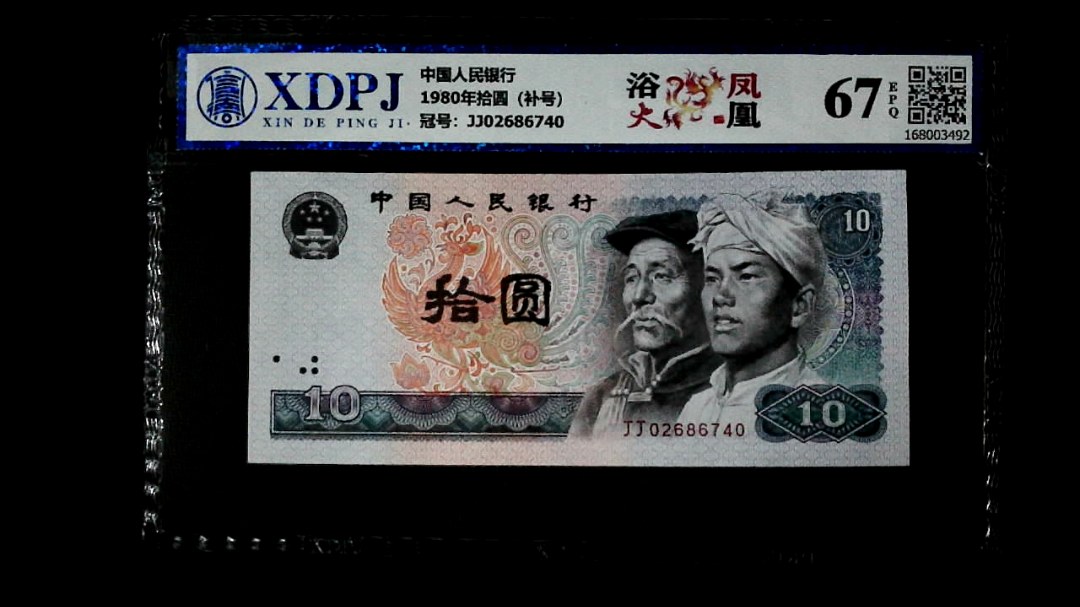 XDPJ
XIN DE PING JI
中国人民银行
1980年拾圆（补号）
冠号：JJ02686740
浴火
凤凰
67
EPQ
168003492
中国人民银行
10
拾圆
10
JJ02686740
10